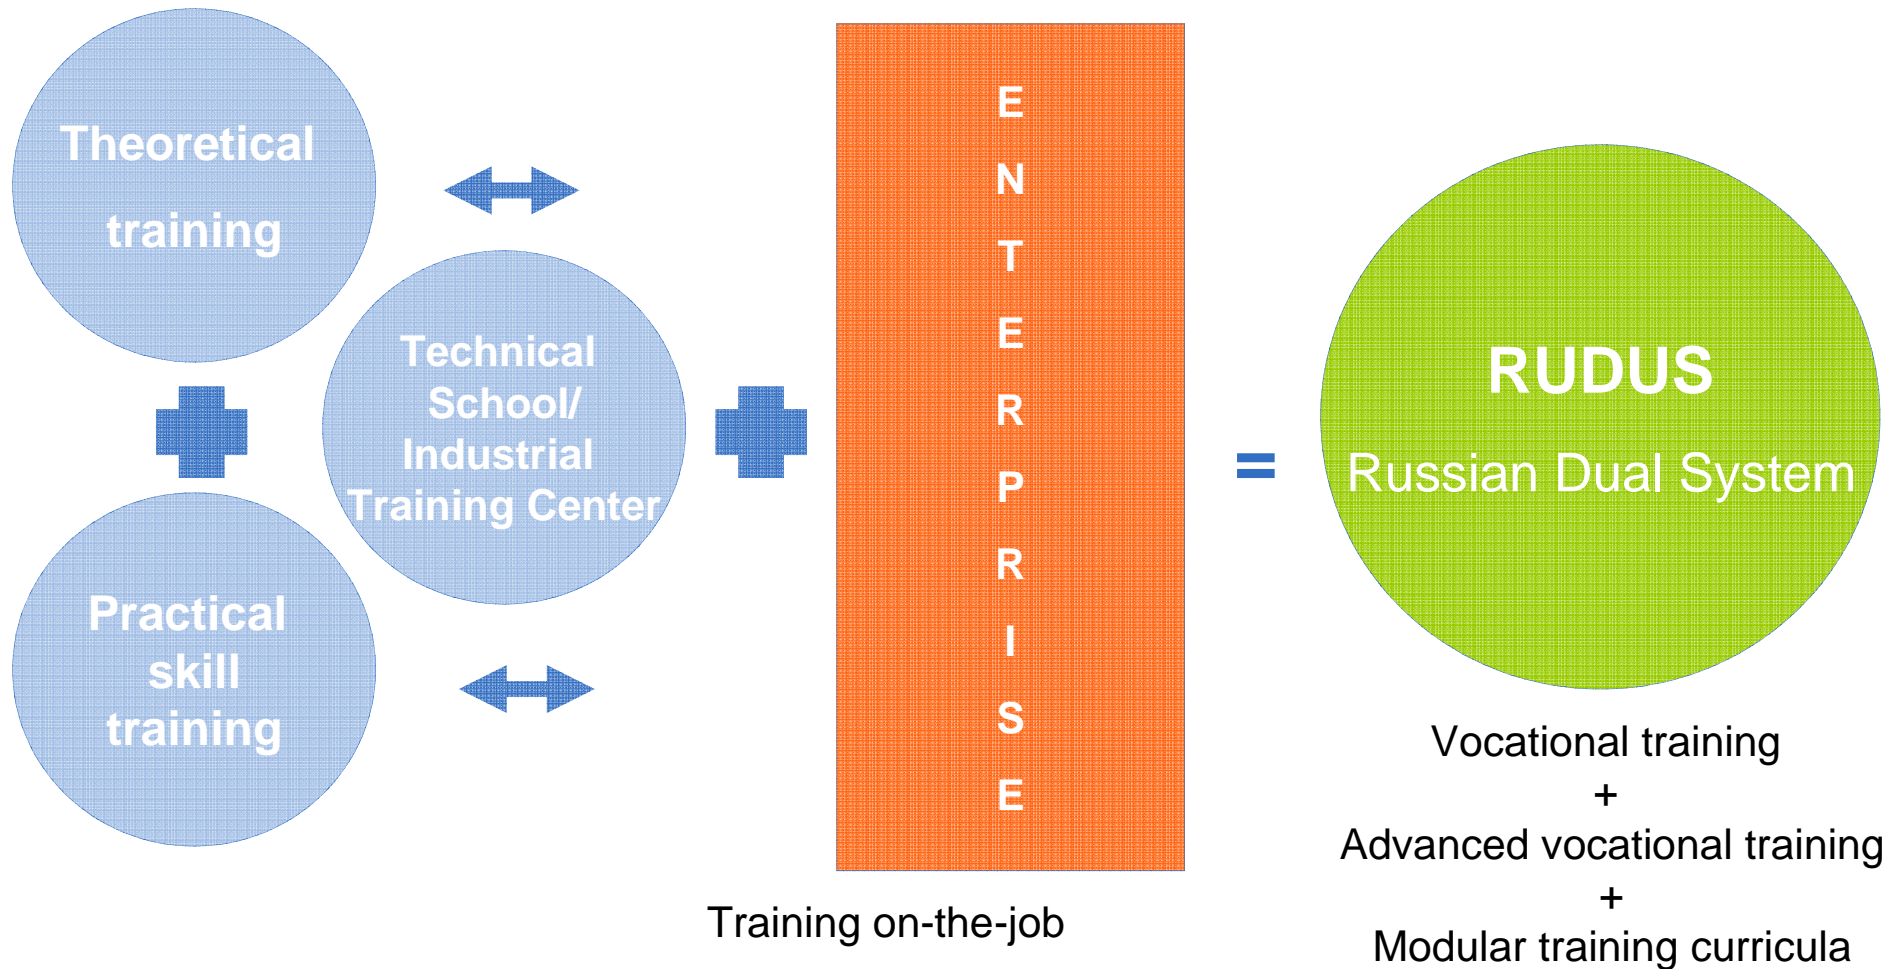 Theoretical
training
Technical
School/
Industrial
Training Center
Practical
skill
training
E
N
T
E
R
P
R
I
S
E
Training on-the-job
=
RUDUS
Russian Dual System
Vocational training
+
Advanced vocational training
+
Modular training curricula